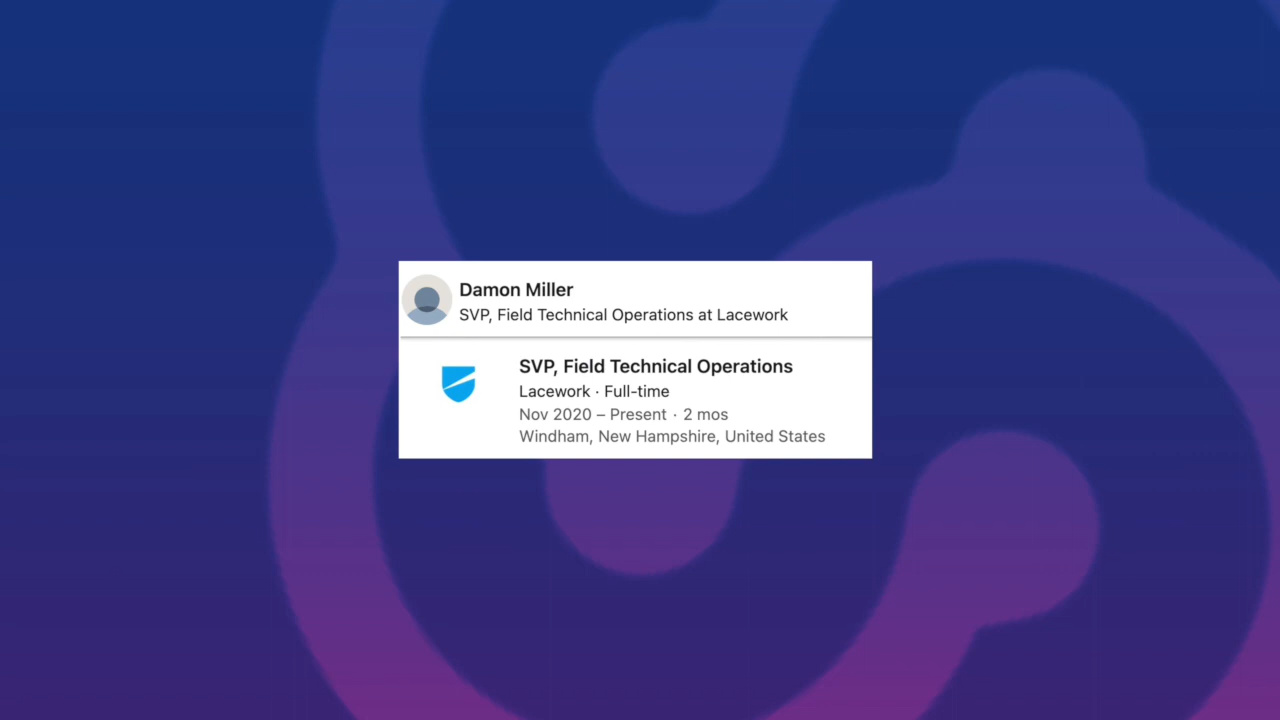 Damon Miller
SVP, Field Technical Operations at Lacework
SVP, Field Technical Operations
Lacework · Full-time
Nov 2020 – Present · 2 mos
Windham, New Hampshire, United States